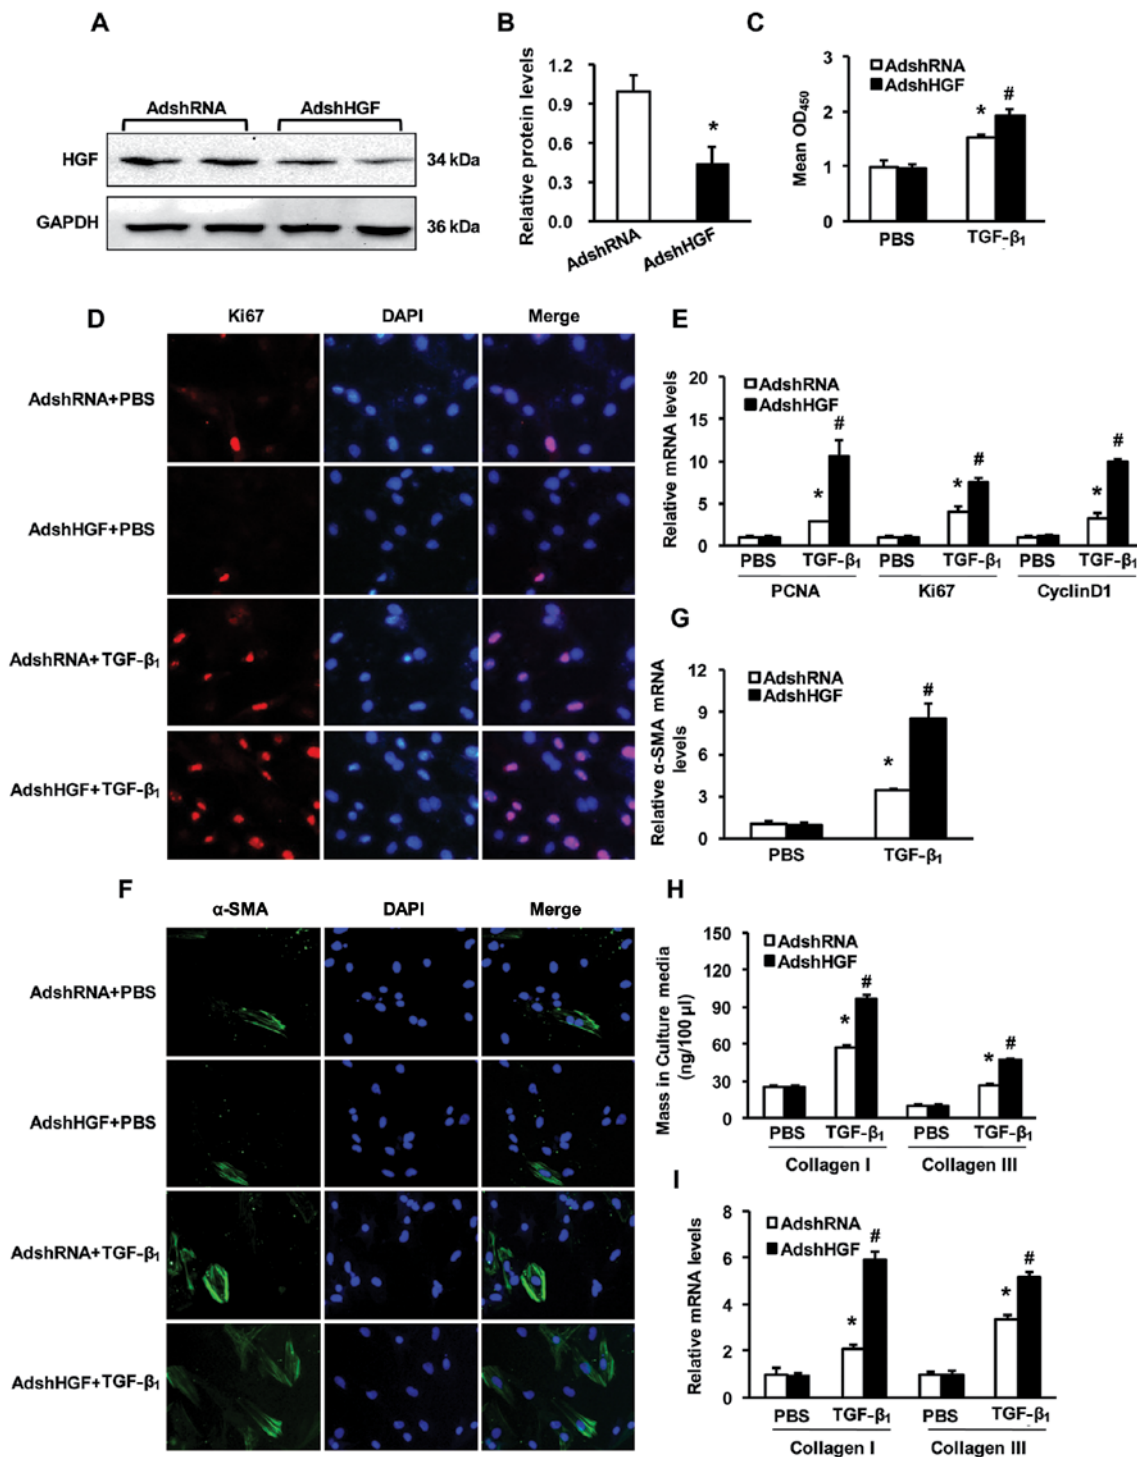 A
AdshRNA AdshHGF
HGF
34 kDa
GAPDH
36 kDa
B
Relative protein levels
1.2
0.9
0.6
0.3
0.0
*
AdshRNA
AdshHGF
C
Mean OD450
3
2
1
0
AdshRNA
AdshHGF
* #
PBS TGF-β1
D
Ki67 DAPI Merge
AdshRNA+PBS
AdshHGF+PBS
AdshRNA+TGF-β1
AdshHGF+TGF-β1
E
Relative mRNA levels
20
15
10
5
0
AdshRNA
AdshHGF
* # * # * #
PBS TGF-β1 PBS TGF-β1 PBS TGF-β1
PCNA Ki67 CyclinD1
G
Relative α-SMA mRNA
levels
12
9
6
3
0
AdshRNA
AdshHGF
* #
PBS TGF-β1
F
α-SMA DAPI Merge
AdshRNA+PBS
AdshHGF+PBS
AdshRNA+TGF-β1
AdshHGF+TGF-β1
H
Mass in Culture media
(ng/100 µl)
150
120
90
60
30
0
AdshRNA
AdshHGF
* # * #
PBS TGF-β1 PBS TGF-β1
Collagen I Collagen III
I
Relative mRNA levels
8
6
4
2
0
AdshRNA
AdshHGF
* # * #
PBS TGF-β1 PBS TGF-β1
Collagen I Collagen III